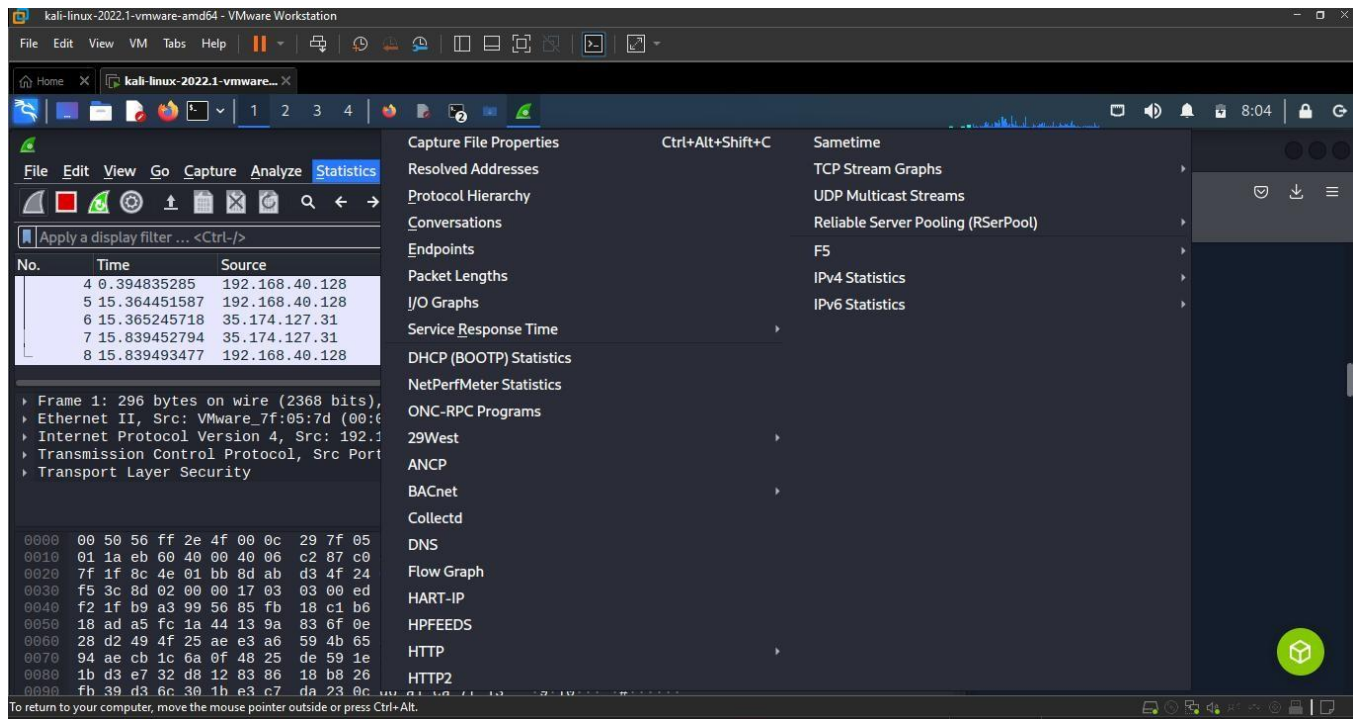 kali-linux-2022.1-vmware-amd64 - VMware Workstation
File Edit View VM Tabs Help
Home kali-linux-2022.1-vmware...
1 2 3 4 8:04
File Edit View Go Capture Analyze Statistics
Apply a display filter ... <Ctrl-/>
No. Time Source
4 0.394835285 192.168.40.128
5 15.364451587 192.168.40.128
6 15.365245718 35.174.127.31
7 15.839452794 35.174.127.31
8 15.839493477 192.168.40.128
Frame 1: 296 bytes on wire (2368 bits),
Ethernet II, Src: VMware_7f:05:7d (00:0
Internet Protocol Version 4, Src: 192.1
Transmission Control Protocol, Src Port
Transport Layer Security
0000 00 50 56 ff 2e 4f 00 0c 29 7f 05
0010 01 1a eb 60 40 00 40 06 c2 87 c0
0020 7f 1f 8c 4e 01 bb 8d ab d3 4f 24
0030 f5 3c 8d 02 00 00 17 03 03 00 ed
0040 f2 1f b9 a3 99 56 85 fb 18 c1 b6
0050 18 ad a5 fc 1a 44 13 9a 83 6f 0e
0060 28 d2 49 4f 25 ae e3 a6 59 4b 65
0070 94 ae cb 1c 6a 0f 48 25 de 59 1e
0080 1b d3 e7 32 d8 12 83 86 18 b8 26
0090 fb 39 d3 6c 30 1b e3 c7 da 23 0c
Capture File Properties Ctrl+Alt+Shift+C
Resolved Addresses
Protocol Hierarchy
Conversations
Endpoints
Packet Lengths
I/O Graphs
Service Response Time
DHCP (BOOTP) Statistics
NetPerfMeter Statistics
ONC-RPC Programs
29West
ANCP
BACnet
Collectd
DNS
Flow Graph
HART-IP
HPFEEDS
HTTP
HTTP2
Sametime
TCP Stream Graphs
UDP Multicast Streams
Reliable Server Pooling (RSerPool)
F5
IPv4 Statistics
IPv6 Statistics
To return to your computer, move the mouse pointer outside or press Ctrl+Alt.